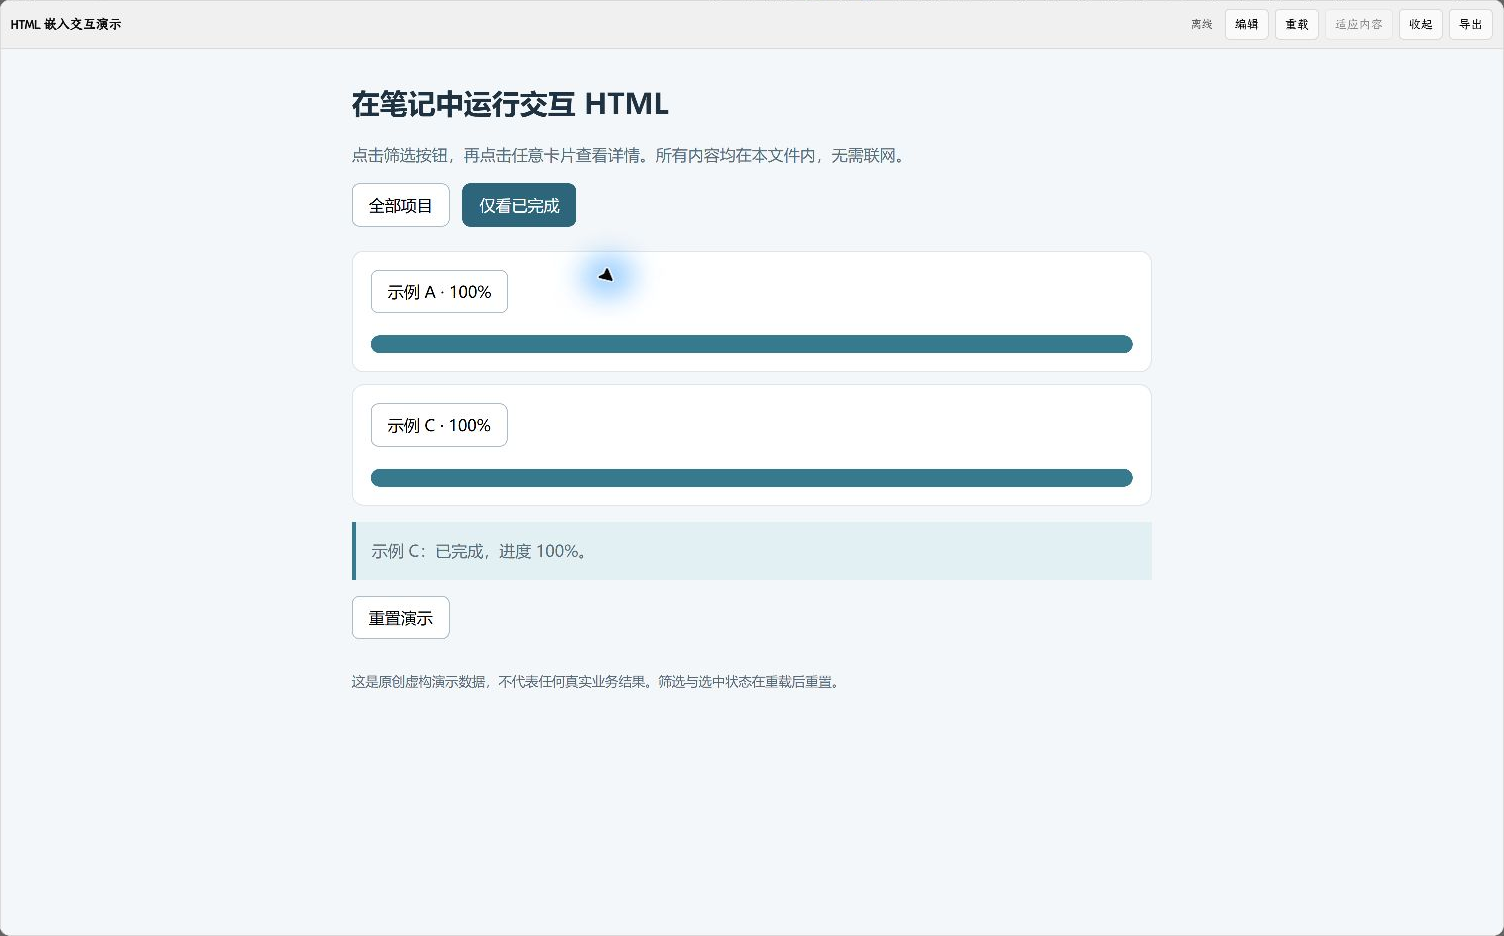 HTML 嵌入交互演示
离线 编辑 重载 适应内容 收起 导出
在笔记中运行交互 HTML
点击筛选按钮，再点击任意卡片查看详情。所有内容均在本文件内，无需联网。
全部项目 仅看已完成
示例 A · 100%
示例 C · 100%
示例 C：已完成，进度 100%。
重置演示
这是原创虚构演示数据，不代表任何真实业务结果。筛选与选中状态在重载后重置。